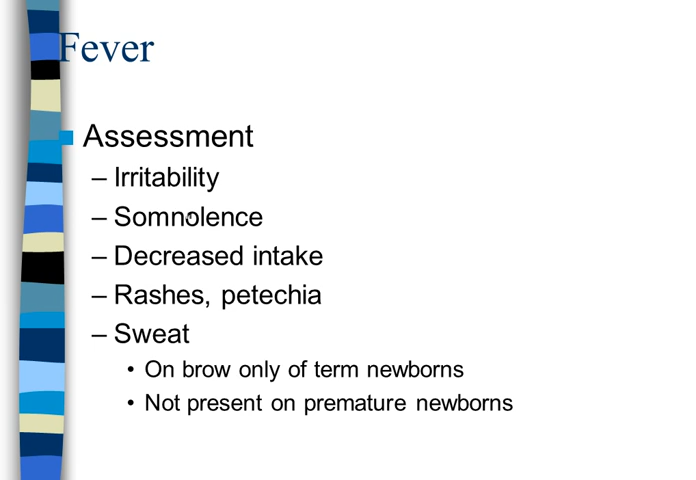 Fever
Assessment
– Irritability
– Somnolence
– Decreased intake
– Rashes, petechia
– Sweat
• On brow only of term newborns
• Not present on premature newborns